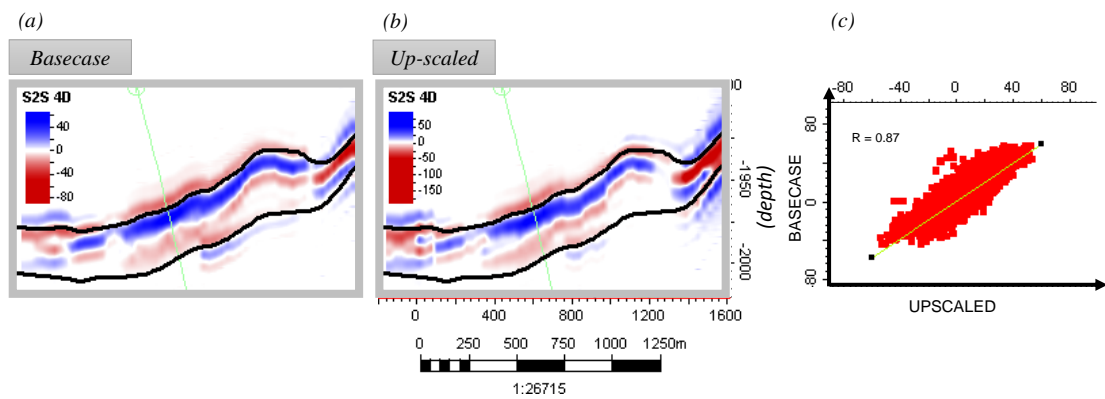 (a)
Basecase
S2S 4D
40
0
-40
-80
(b)
Up-scaled
S2S 4D
50
0
-50
-100
-150
-1950
-2000
(depth)
0 400 800 1200 1600
0 250 500 750 1000 1250m
1:26715
(c)
-80 -40 0 40 80
80
0
-80
R = 0.87
BASECASE
UPSCALED